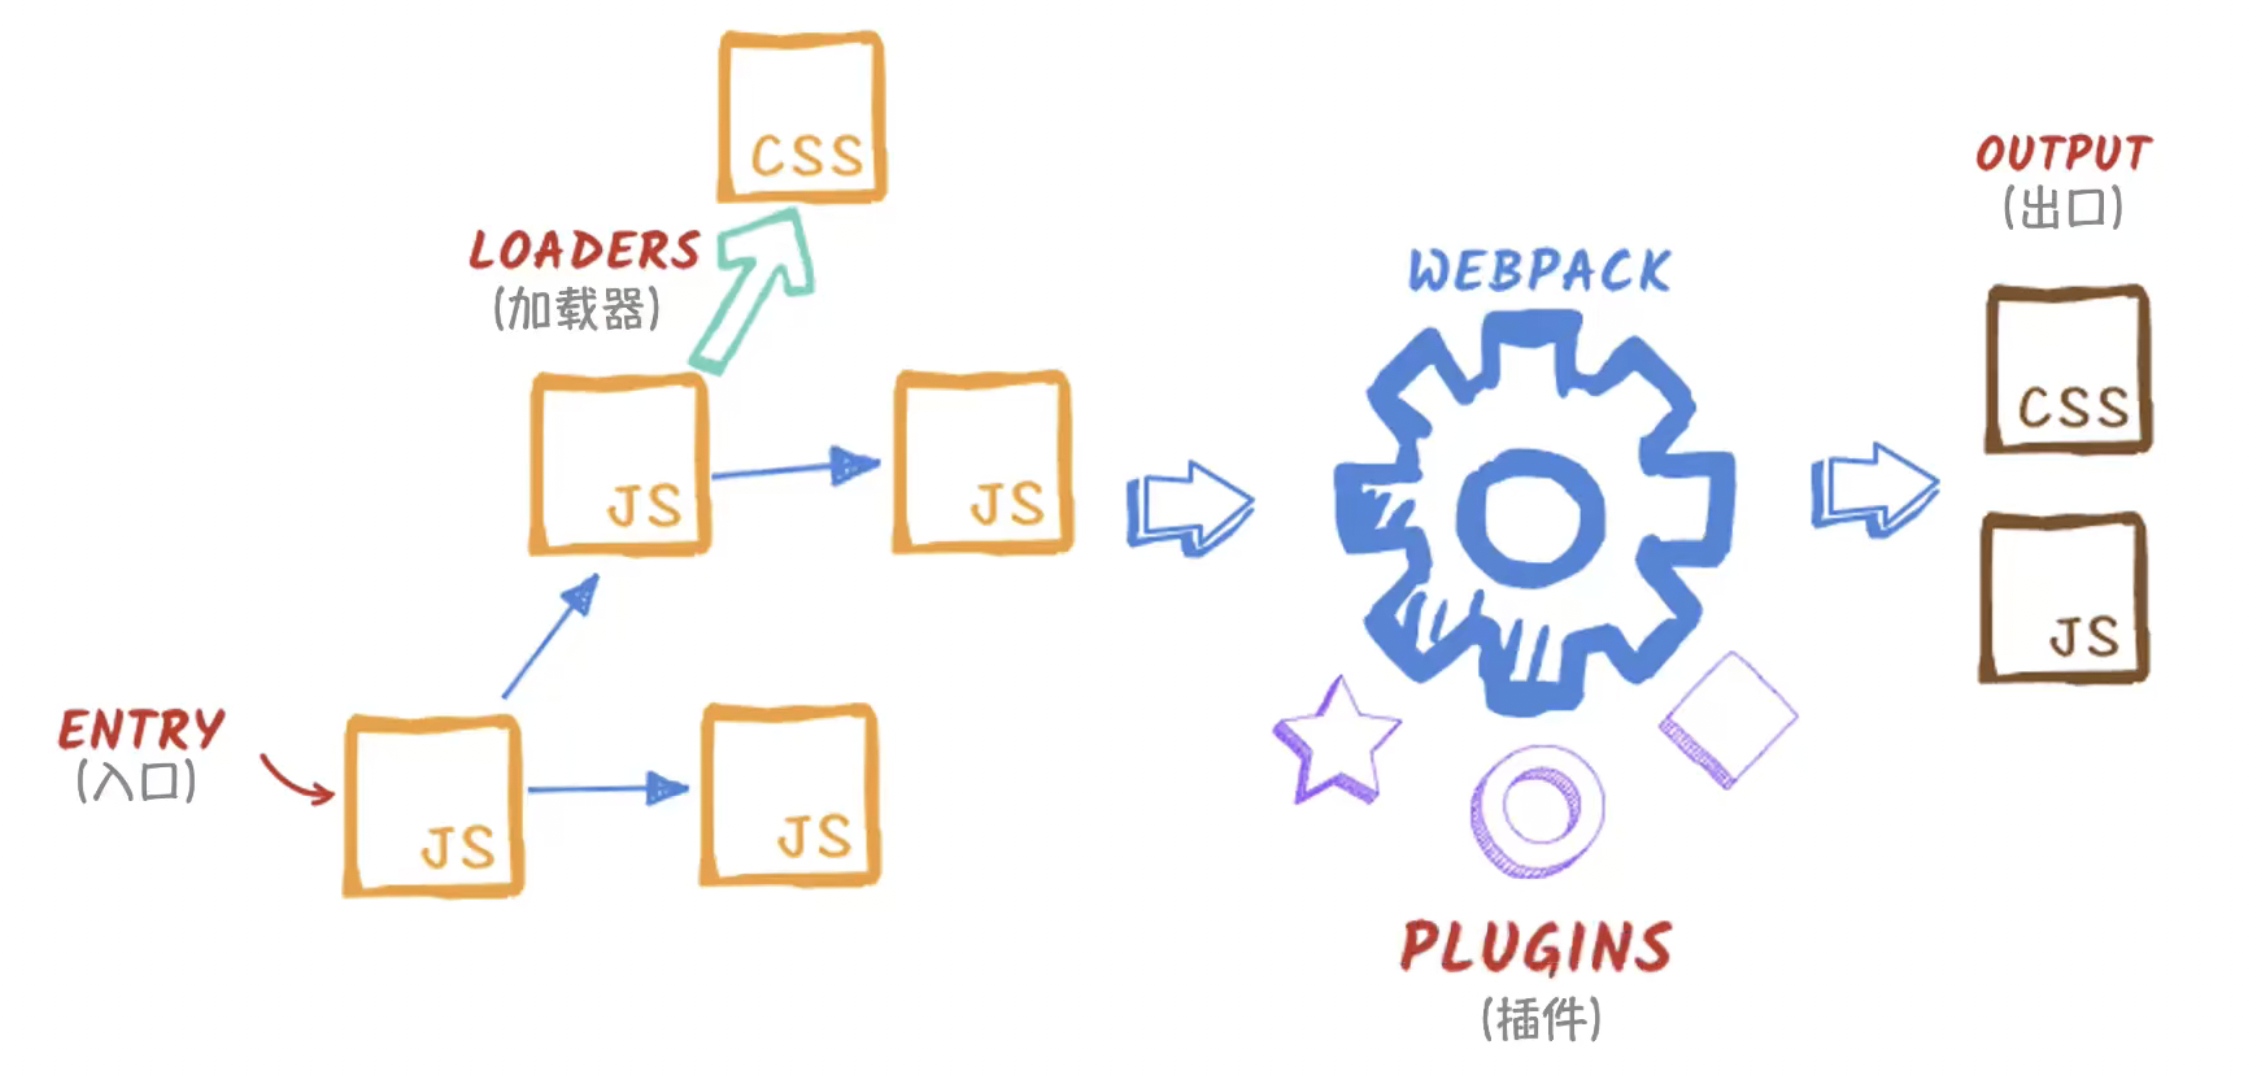 CSS
LOADERS
(加载器)
JS
JS
ENTRY
(入口)
JS
JS
WEBPACK
PLUGINS
(插件)
OUTPUT
(出口)
CSS
JS